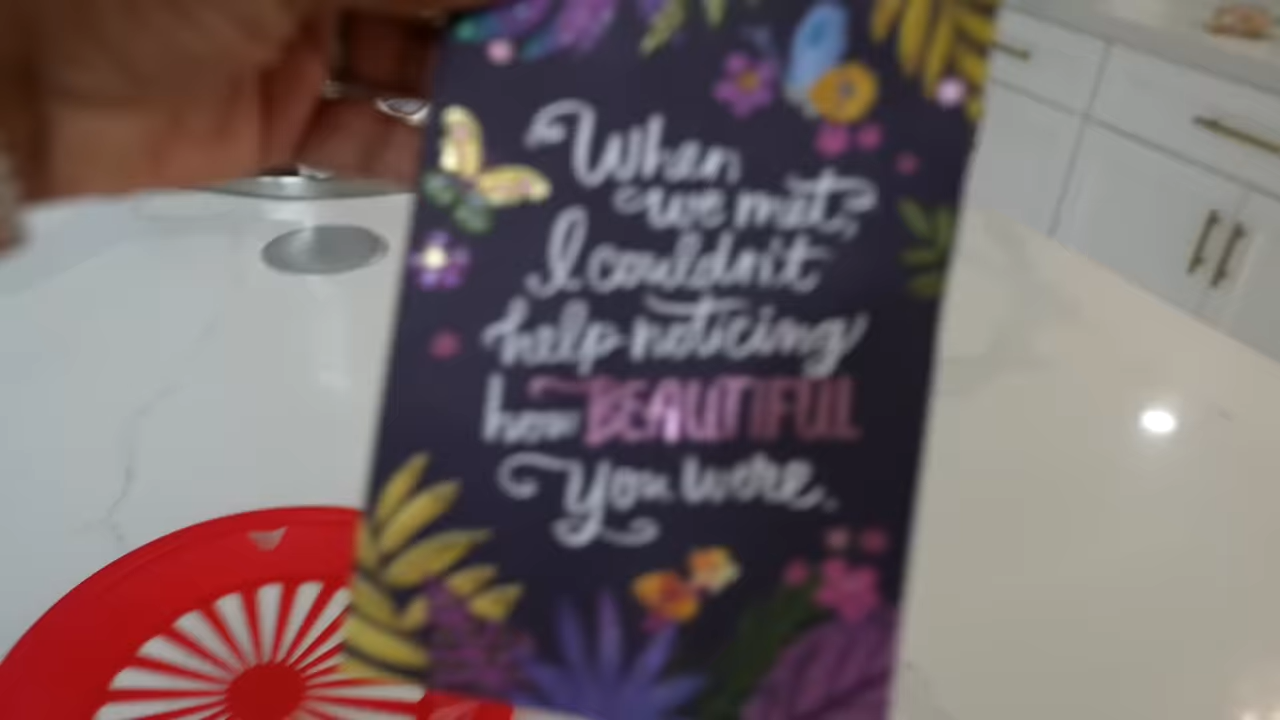 When
we met,
I couldn't
help noticing
how BEAUTIFUL
you were.